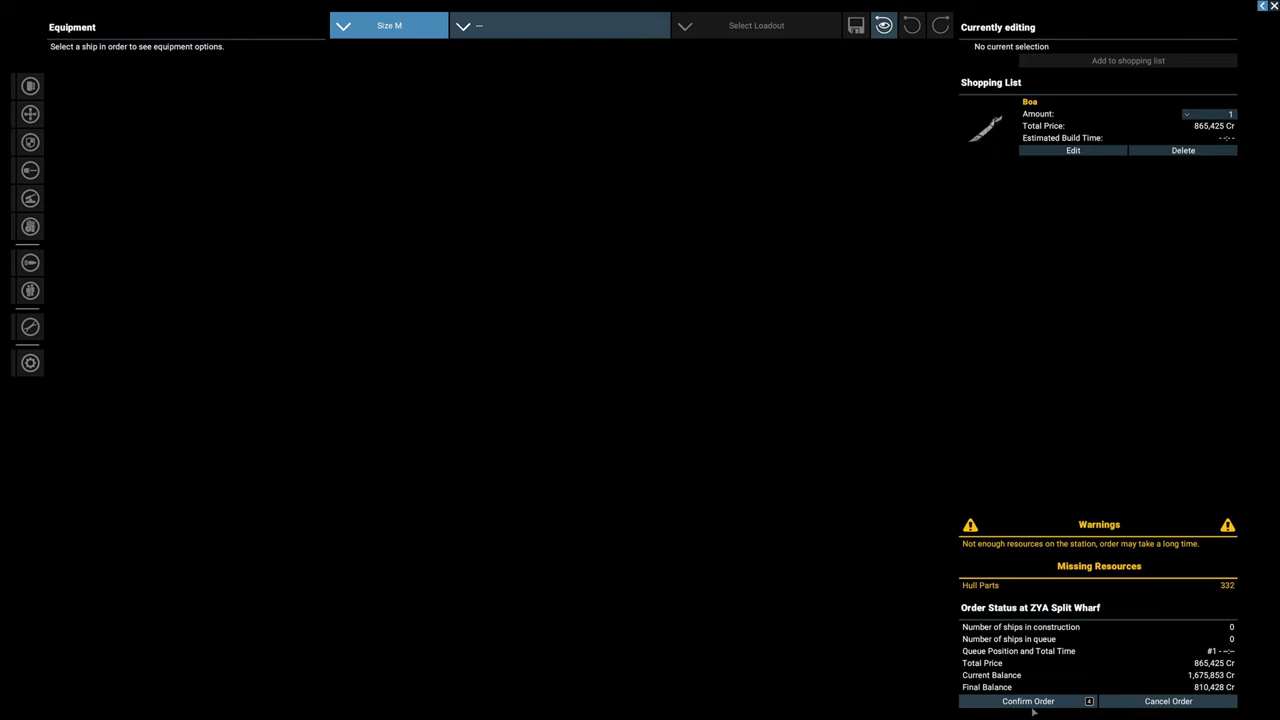 Equipment
Select a ship in order to see equipment options.
Size M
—
Select Loadout
Currently editing
No current selection
Add to shopping list
Shopping List
Boa
Amount: 1
Total Price: 865,425 Cr
Estimated Build Time: --:--
Edit Delete
Warnings
Not enough resources on the station, order may take a long time.
Missing Resources
Hull Parts 332
Order Status at ZYA Split Wharf
Number of ships in construction 0
Number of ships in queue 0
Queue Position and Total Time #1 - --:--
Total Price 865,425 Cr
Current Balance 1,675,853 Cr
Final Balance 810,428 Cr
Confirm Order 4 Cancel Order